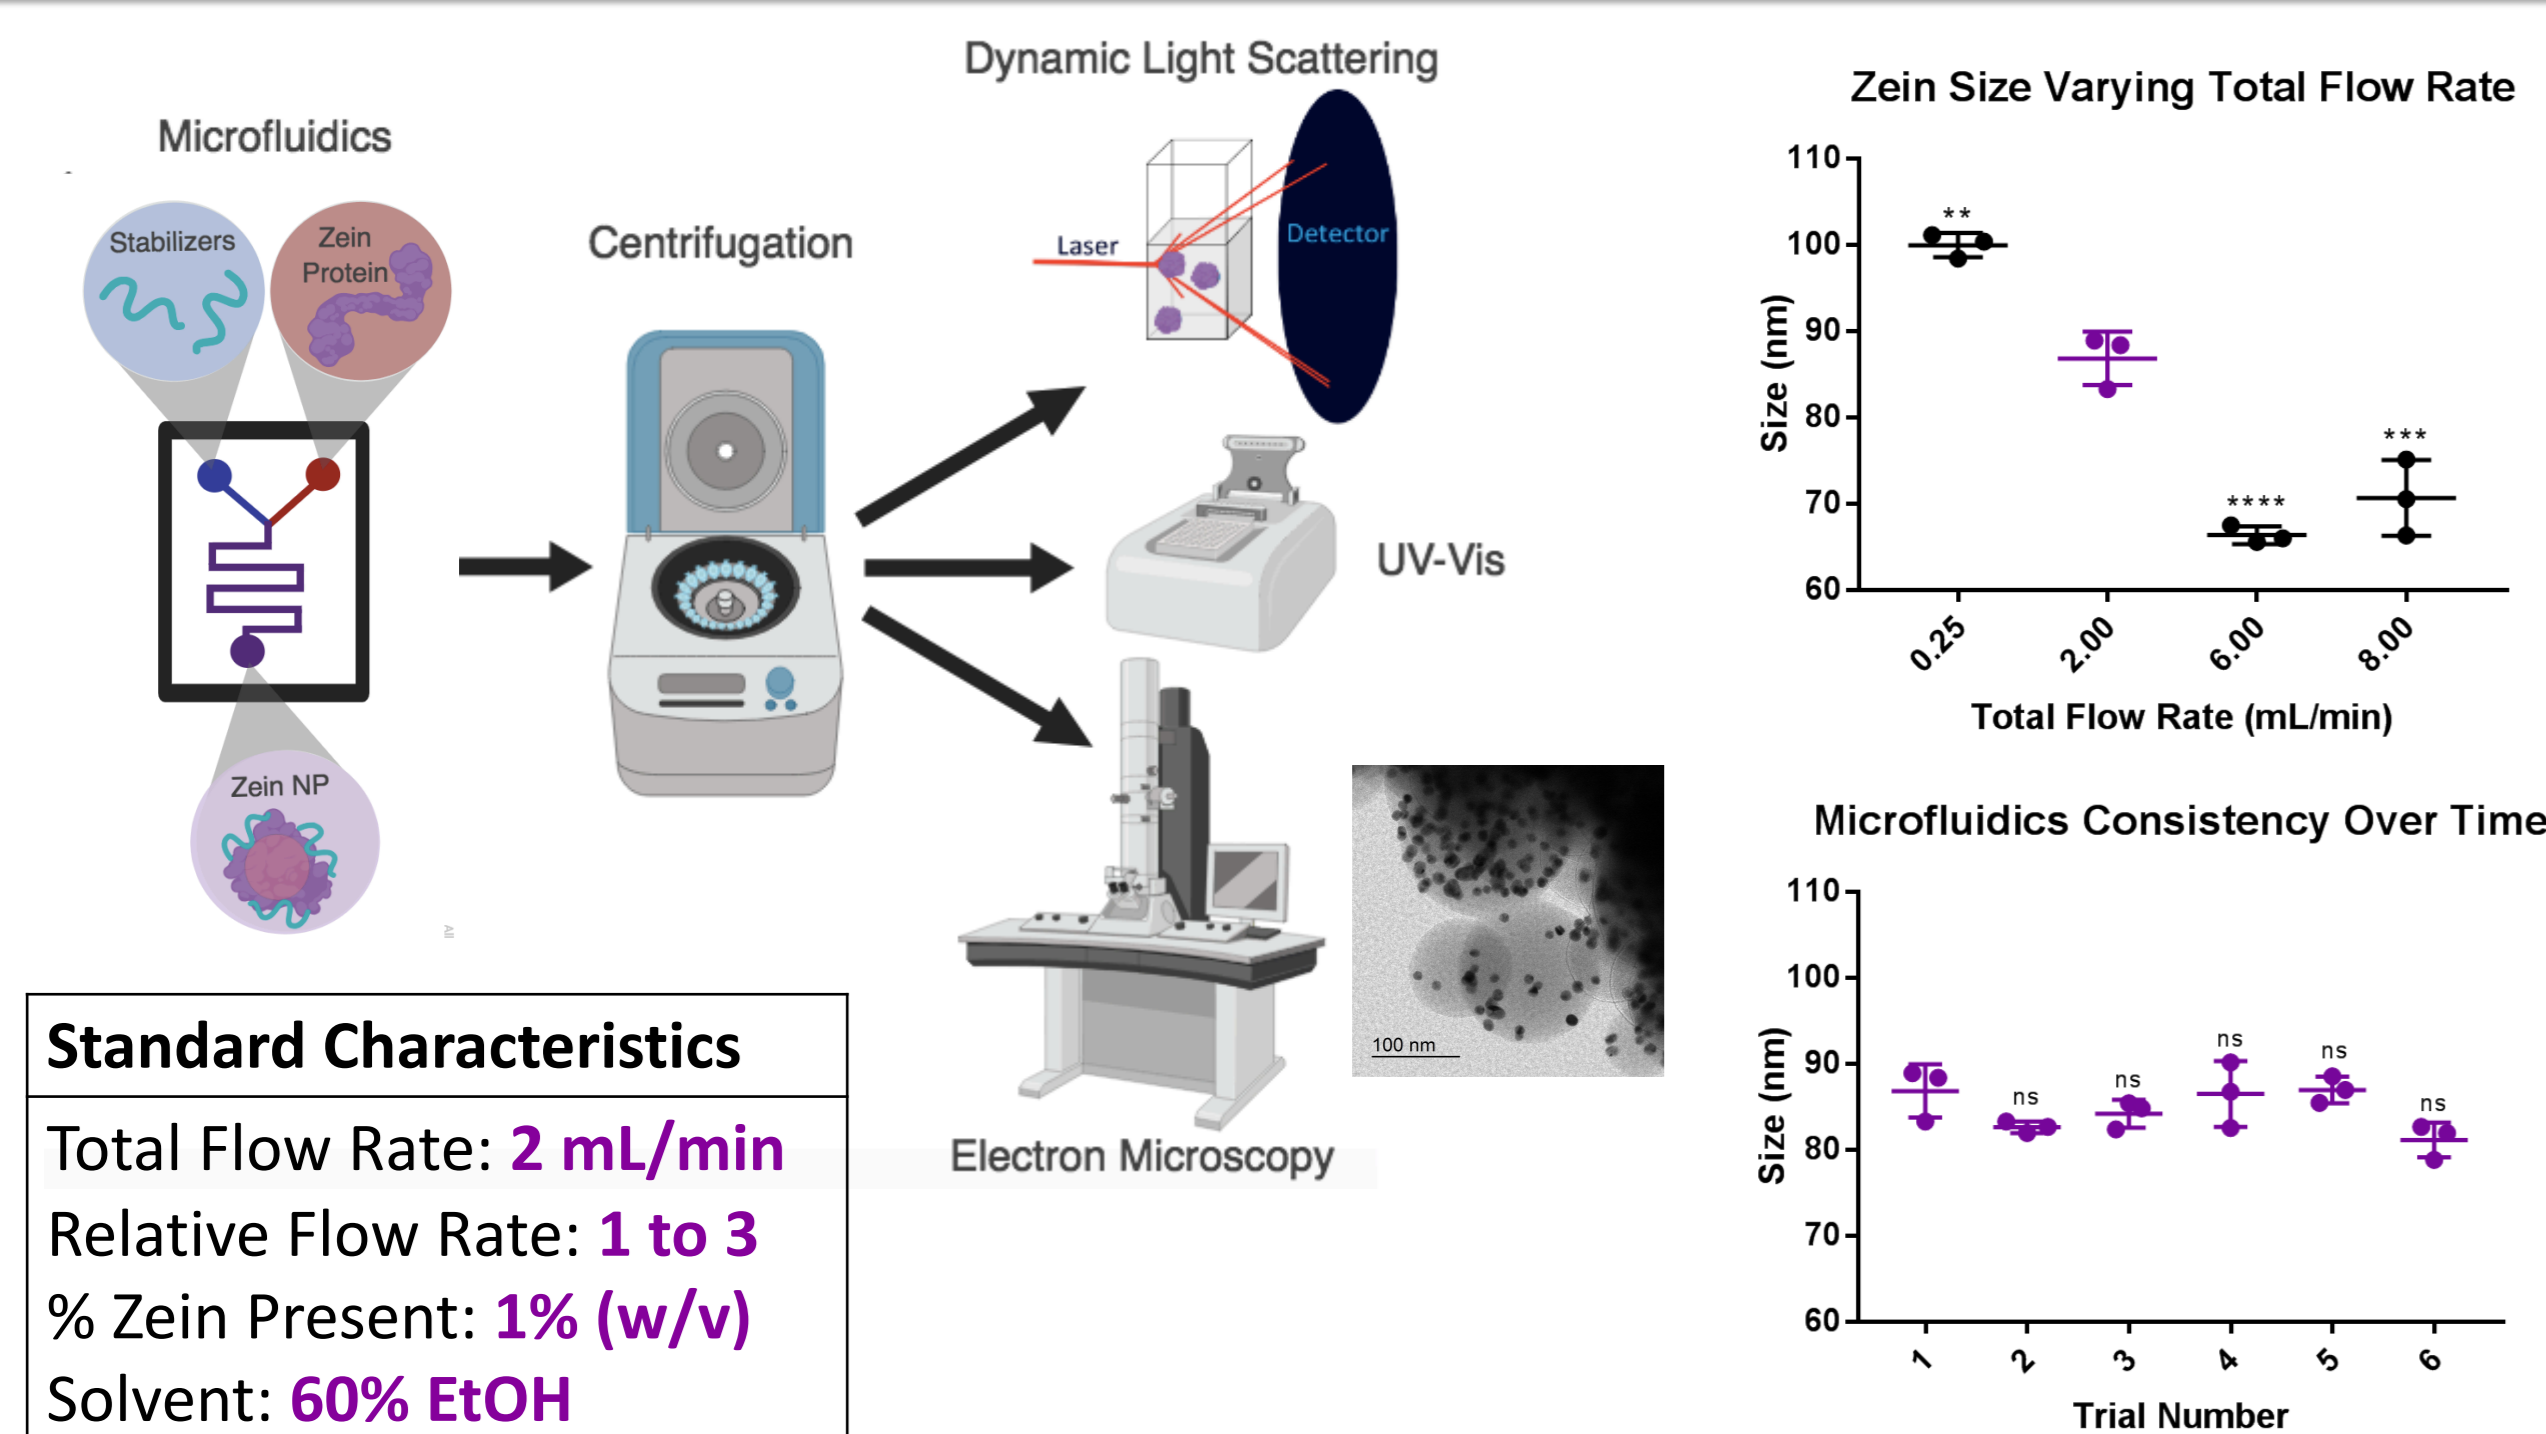 Microfluidics
Stabilizers
Zein
Protein
Zein NP
All
Centrifugation
Dynamic Light Scattering
Laser
Detector
UV-Vis
Electron Microscopy
100 nm
Standard Characteristics
Total Flow Rate: 2 mL/min
Relative Flow Rate: 1 to 3
% Zein Present: 1% (w/v)
Solvent: 60% EtOH
Zein Size Varying Total Flow Rate
Size (nm)
110
100
90
80
70
60
**
****
***
0.25
2.00
6.00
8.00
Total Flow Rate (mL/min)
Microfluidics Consistency Over Time
Size (nm)
110
100
90
80
70
60
ns
ns
ns
ns
ns
1
2
3
4
5
6
Trial Number